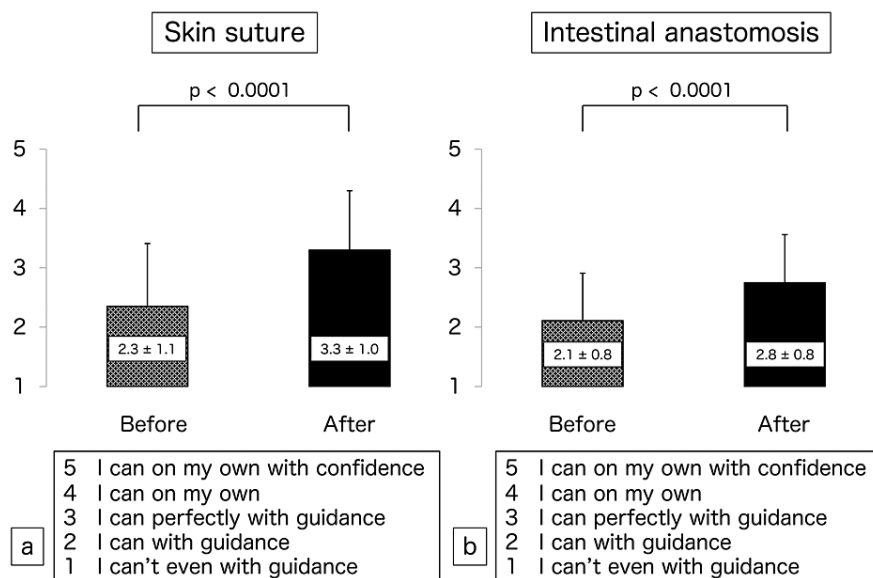 Skin suture
p < 0.0001
5
4
3
2
1
2.3 ± 1.1
3.3 ± 1.0
Before
After
5 I can on my own with confidence
4 I can on my own
3 I can perfectly with guidance
2 I can with guidance
1 I can't even with guidance
a
Intestinal anastomosis
p < 0.0001
5
4
3
2
1
2.1 ± 0.8
2.8 ± 0.8
Before
After
5 I can on my own with confidence
4 I can on my own
3 I can perfectly with guidance
2 I can with guidance
1 I can't even with guidance
b